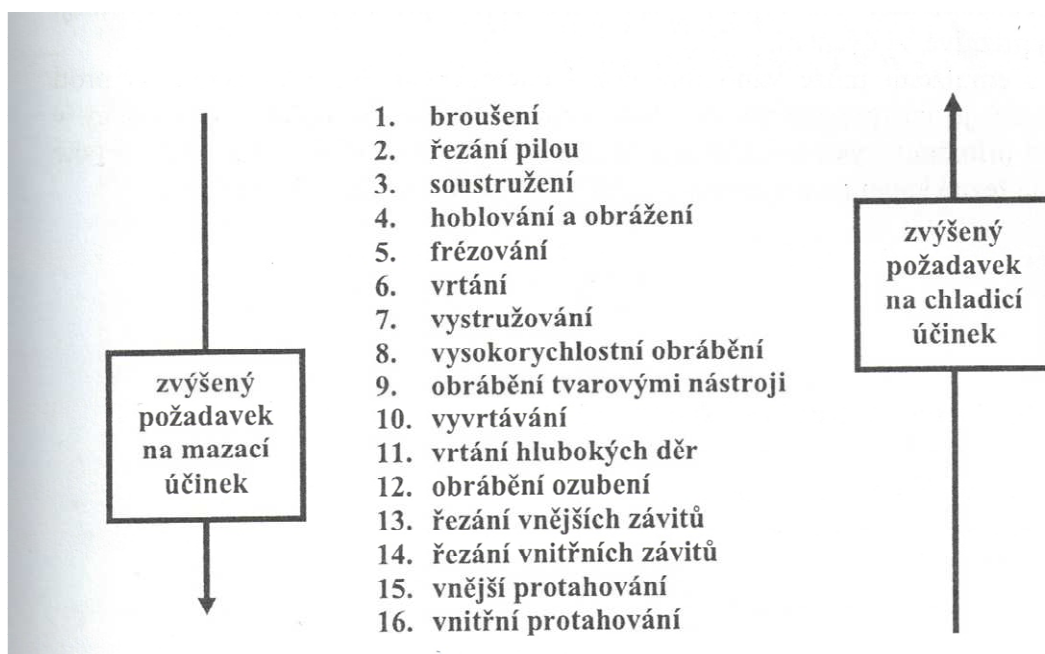 1. broušení
2. řezání pilou
3. soustružení
4. hoblování a obrážení
5. frézování
6. vrtání
7. vystružování
8. vysokorychlostní obrábění
9. obrábění tvarovými nástroji
10. vyvrtávání
11. vrtání hlubokých děr
12. obrábění ozubení
13. řezání vnějších závitů
14. řezání vnitřních závitů
15. vnější protahování
16. vnitřní protahování
zvýšený
požadavek
na mazací
účinek
zvýšený
požadavek
na chladicí
účinek